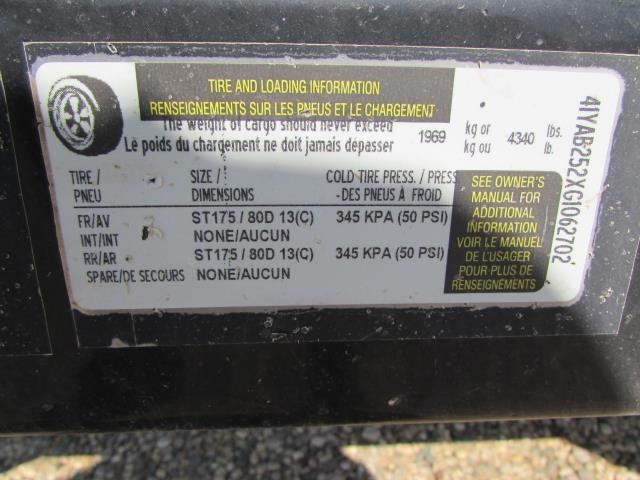 TIRE AND LOADING INFORMATION
RENSEIGNEMENTS SUR LES PNEUS ET LE CHARGEMENT
The weight of cargo should never exceed 1969 kg or 4340 lbs.
Lè poids du chargement ne doit jamais dépasser kg ou lb.
TIRE / SIZE / COLD TIRE PRESS. / PRESS
PNEU DIMENSIONS -DES PNEUS À FROID
FR/AV ST175 / 80D 13(C) 345 KPA (50 PSI)
INT/INT NONE/AUCUN
RR/AR ST175 / 80D 13(C) 345 KPA (50 PSI)
SPARE/DE SECOURS NONE/AUCUN
SEE OWNER'S
MANUAL FOR
ADDITIONAL
INFORMATION
VOIR LE MANUEL
DE L'USAGER
POUR PLUS DE
RENSEIGNEMENTS
4IYAB252XGI062702